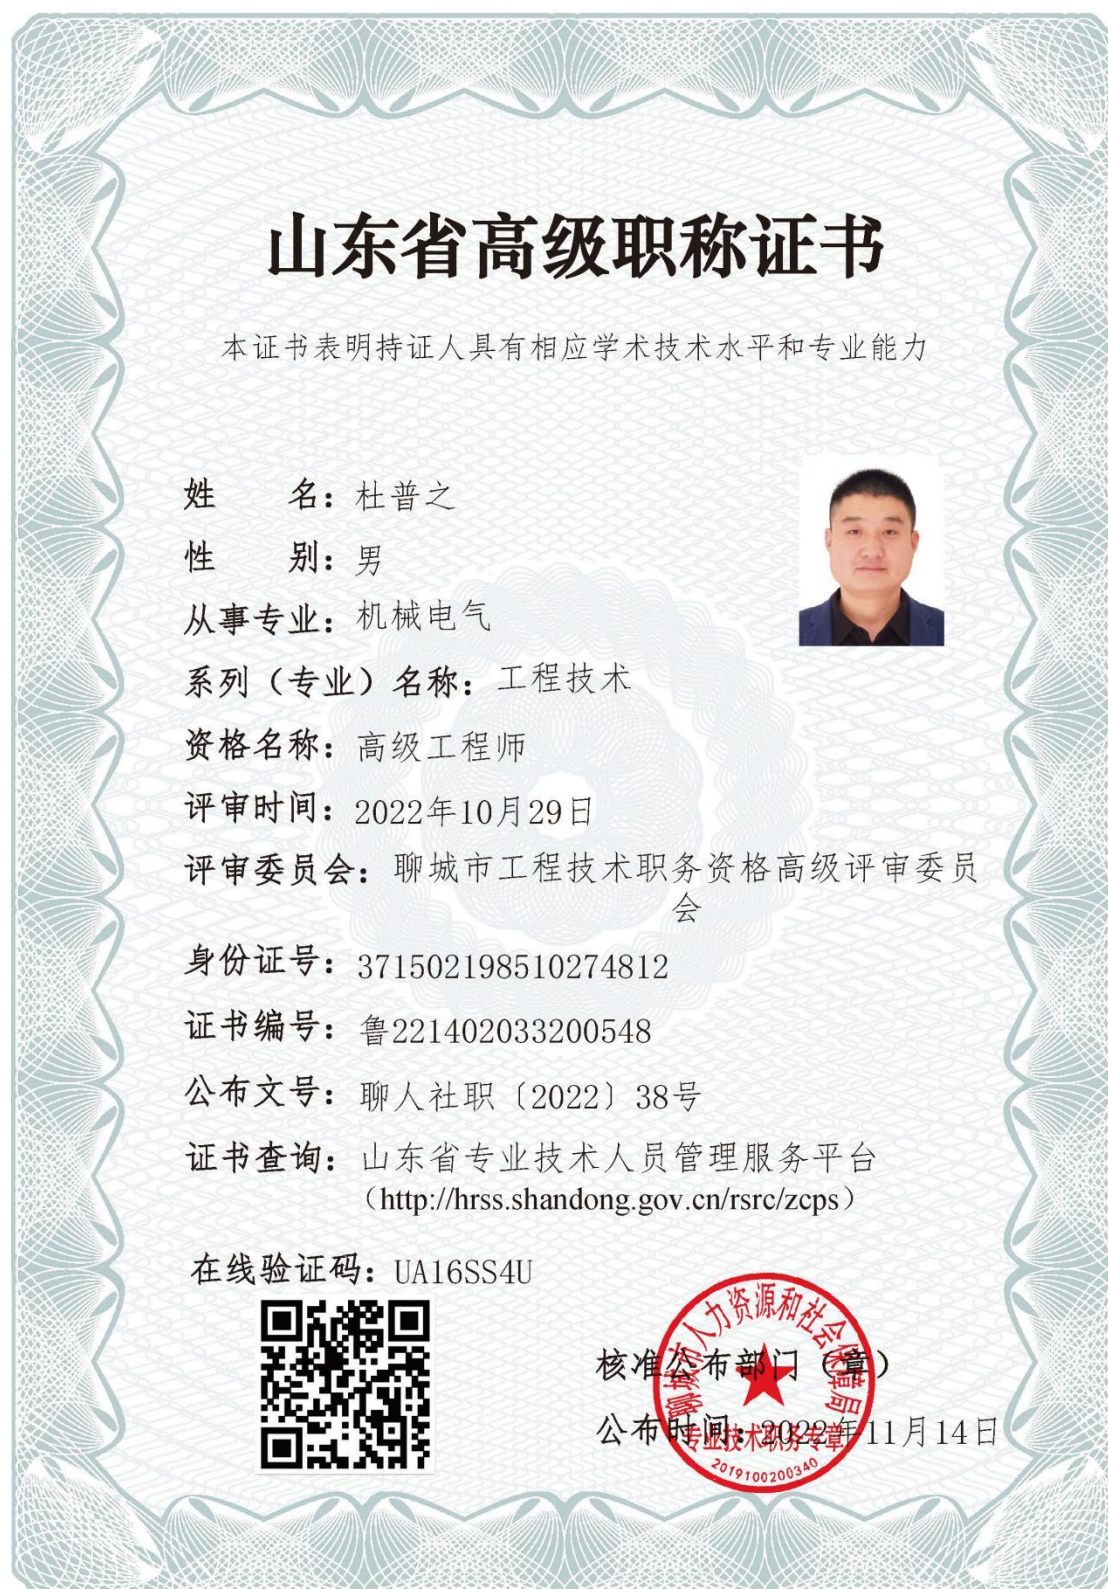 山东省高级职称证书
本证书表明持证人具有相应学术技术水平和专业能力
姓 名：杜普之
性 别：男
从事专业：机械电气
系列（专业）名称：工程技术
资格名称：高级工程师
评审时间：2022年10月29日
评审委员会：聊城市工程技术职务资格高级评审委员
会
身份证号：371502198510274812
证书编号：鲁221402033200548
公布文号：聊人社职〔2022〕38号
证书查询：山东省专业技术人员管理服务平台
（http://hrss.shandong.gov.cn/rsrc/zcps）
在线验证码：UA16SS4U
核准公布部门（章）
公布时间：2022年11月14日
聊城市人力资源和社会保障局
专业技术职务专章
2019100200340